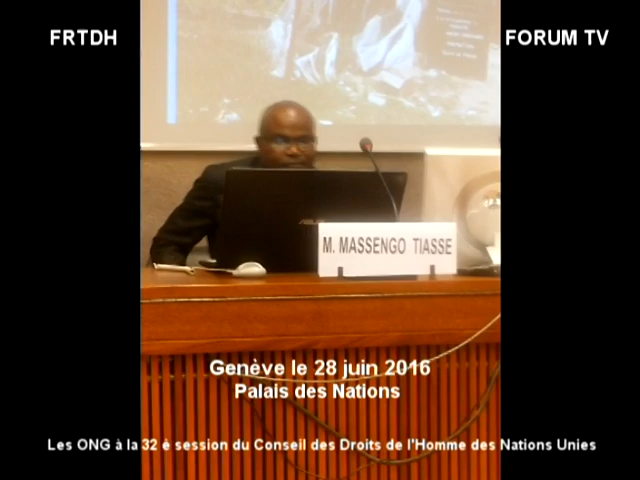 FRTDH
FORUM TV
ASUS
M. MASSENGO TIASSE
Genève le 28 juin 2016
Palais des Nations
Les ONG à la 32 è session du Conseil des Droits de l'Homme des Nations Unies